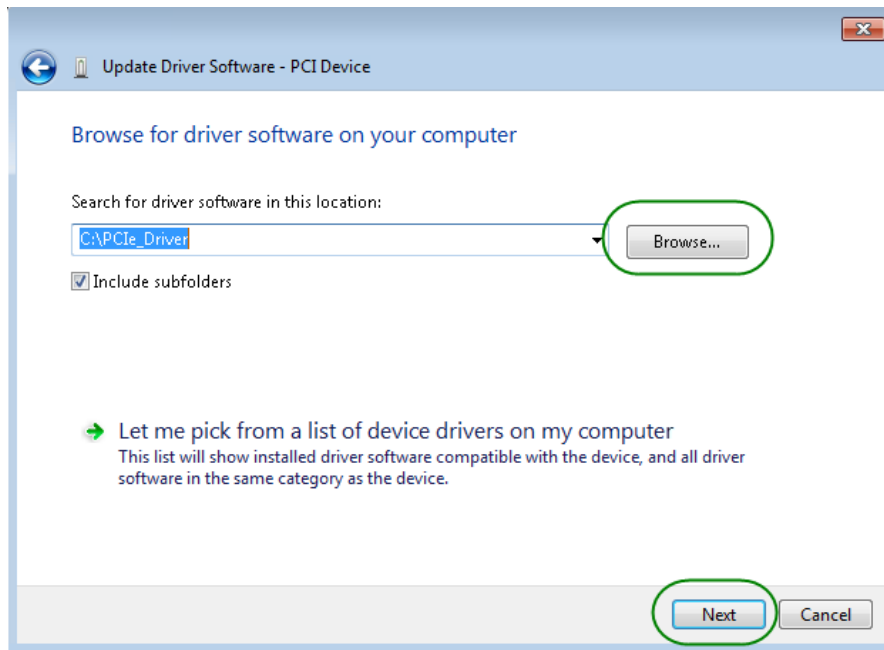 Update Driver Software - PCI Device
Browse for driver software on your computer
Search for driver software in this location:
C:\PCIe_Driver
Browse...
Include subfolders
Let me pick from a list of device drivers on my computer
This list will show installed driver software compatible with the device, and all driver
software in the same category as the device.
Next
Cancel